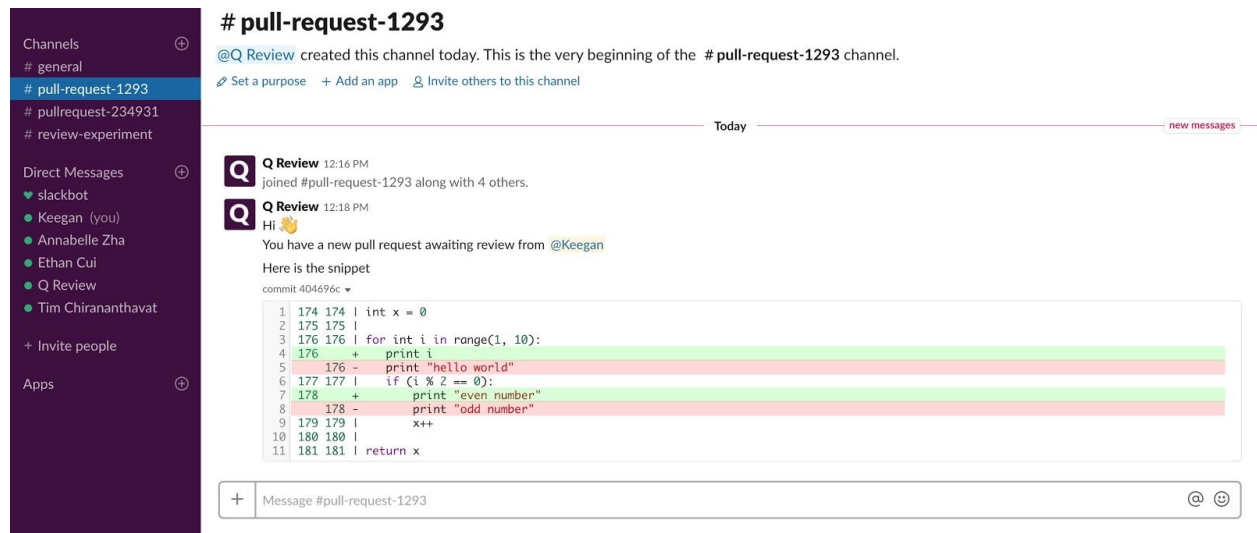 Channels
# general
# pull-request-1293
# pullrequest-234931
# review-experiment
Direct Messages
slackbot
Keegan (you)
Annabelle Zha
Ethan Cui
Q Review
Tim Chirananthavat
+ Invite people
Apps
# pull-request-1293
@Q Review created this channel today. This is the very beginning of the # pull-request-1293 channel.
Set a purpose + Add an app Invite others to this channel
Today
new messages
Q
Q Review 12:16 PM
joined #pull-request-1293 along with 4 others.
Q
Q Review 12:18 PM
Hi 👋
You have a new pull request awaiting review from @Keegan
Here is the snippet
commit 404696c
1 174 174 | int x = 0
2 175 175 |
3 176 176 | for int i in range(1, 10):
4 176 + print i
5 176 - print "hello world"
6 177 177 | if (i % 2 == 0):
7 178 + print "even number"
8 178 - print "odd number"
9 179 179 | x++
10 180 180 |
11 181 181 | return x
+ Message #pull-request-1293 @